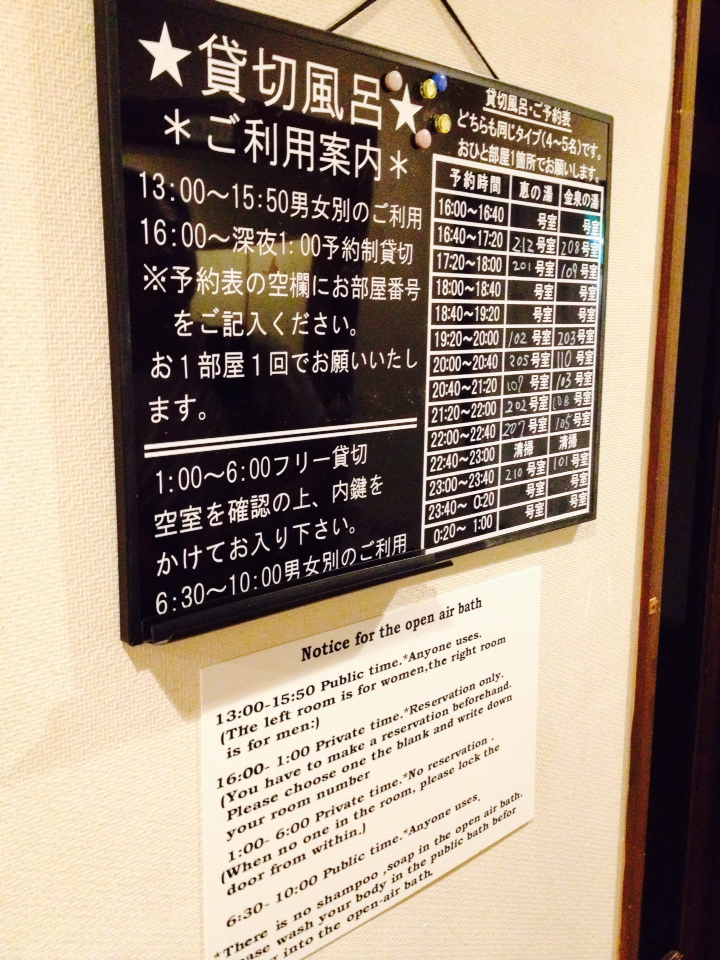 ★貸切風呂★
＊ご利用案内＊
13:00～15:50男女別のご利用
16:00～深夜1:00予約制貸切
※予約表の空欄にお部屋番号
をご記入ください。
お１部屋１回でお願いいたし
ます。
1:00～6:00フリー貸切
空室を確認の上、内鍵を
かけてお入り下さい。
6:30～10:00男女別のご利用
貸切風呂・ご予約表
どちらも同じタイプ(4～5名)です。
おひと部屋1箇所でお願いします。
予約時間 恵の湯 金泉の湯
16:00～16:40 号室 号室
16:40～17:20 212 号室 208 号室
17:20～18:00 201 号室 109 号室
18:00～18:40 号室 号室
18:40～19:20 号室 号室
19:20～20:00 102 号室 203 号室
20:00～20:40 205 号室 110 号室
20:40～21:20 107 号室 103 号室
21:20～22:00 202 号室 108 号室
22:00～22:40 207 号室 105 号室
22:40～23:00 清掃 清掃
23:00～23:40 210 号室 101 号室
23:40～ 0:20 号室 号室
0:20～ 1:00 号室 号室
Notice for the open air bath
13:00-15:50 Public time.*Anyone uses.
(The left room is for women,the right room
is for men:)
16:00- 1:00 Private time.*Reservation only.
(You have to make a reservation beforehand.
Please choose one the blank and write down
your room number
1:00- 6:00 Private time.*No reservation .
(When no one in the room, please lock the
door from within.)
6:30- 10:00 Public time.*Anyone uses.
*There is no shampoo ,soap in the open air bath.
ease wash your body in the public bath befor
into the open-air bath.